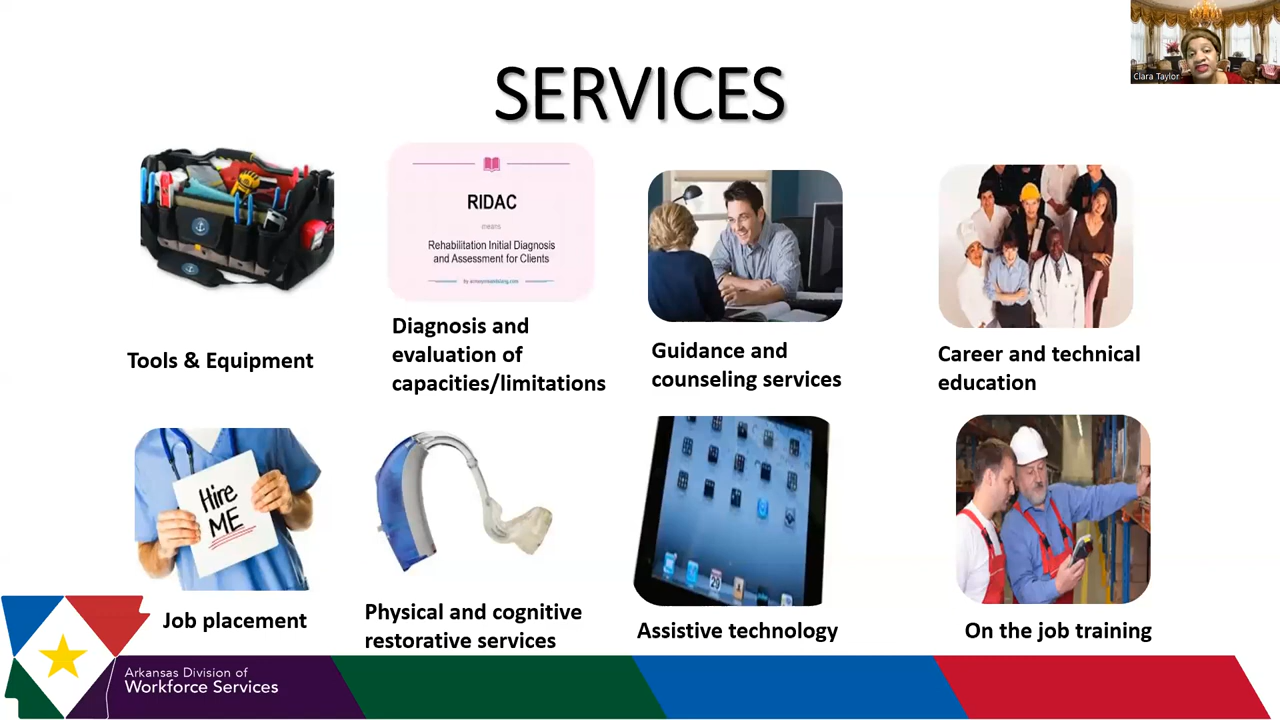 SERVICES
Clara Taylor
RIDAC
means
Rehabilitation Initial Diagnosis
and Assessment for Clients
Tools & Equipment
Diagnosis and
evaluation of
capacities/limitations
Guidance and
counseling services
Career and technical
education
Hire
ME
29
Job placement
Physical and cognitive
restorative services
Assistive technology
On the job training
Arkansas Division of
Workforce Services